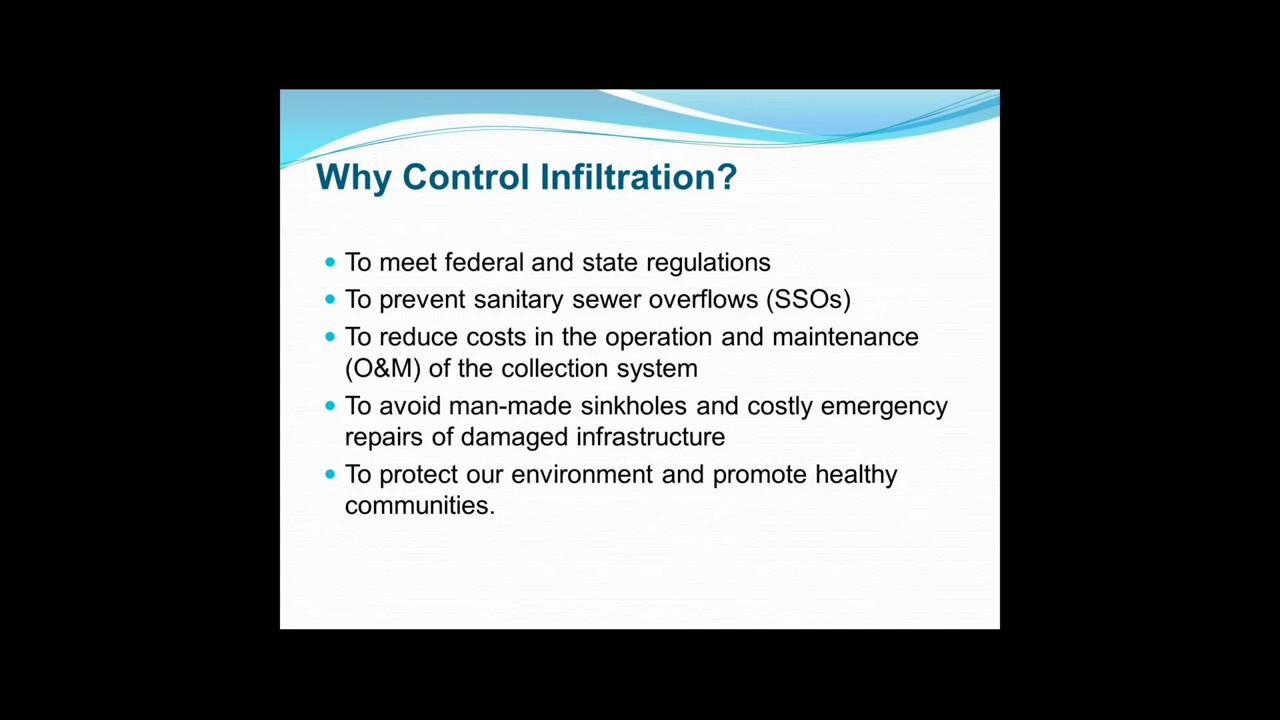 Why Control Infiltration?
• To meet federal and state regulations
• To prevent sanitary sewer overflows (SSOs)
• To reduce costs in the operation and maintenance
(O&M) of the collection system
• To avoid man-made sinkholes and costly emergency
repairs of damaged infrastructure
• To protect our environment and promote healthy
communities.